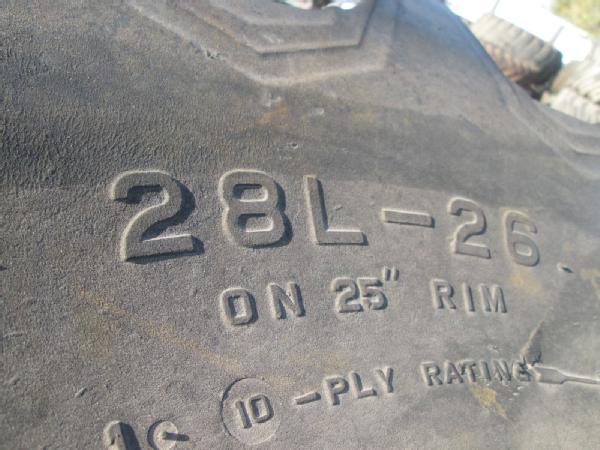 28L-26
ON 25" RIM
10-PLY RATING